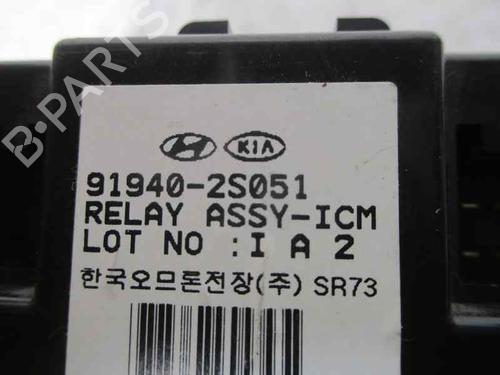 KIA
91940-2S051
RELAY ASSY-ICM
LOT NO :I A 2
한국오므론전장(주) SR73
B-PARTS